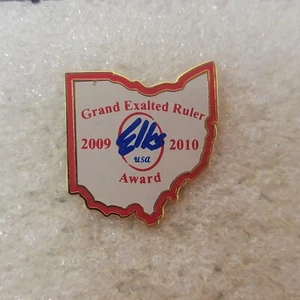 Grand Exalted Ruler
2009 Elks 2010
usa
Award